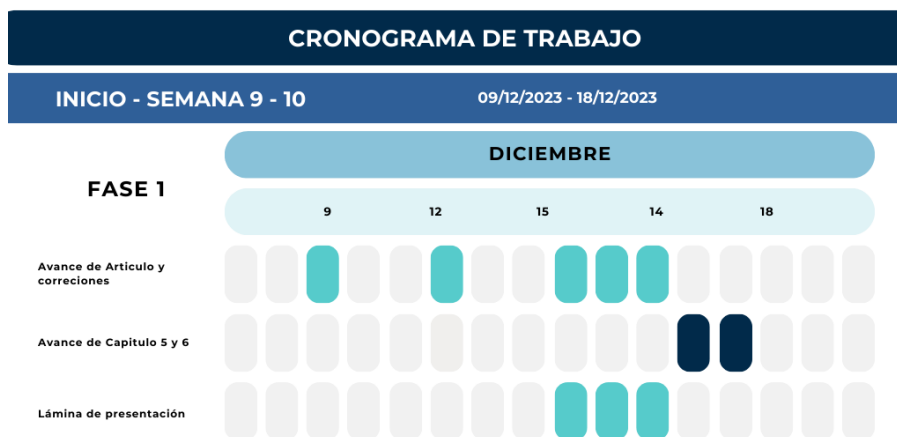 CRONOGRAMA DE TRABAJO
INICIO - SEMANA 9 - 10
09/12/2023 - 18/12/2023
DICIEMBRE
FASE 1
9 12 15 14 18
Avance de Articulo y
correciones
Avance de Capitulo 5 y 6
Lámina de presentación